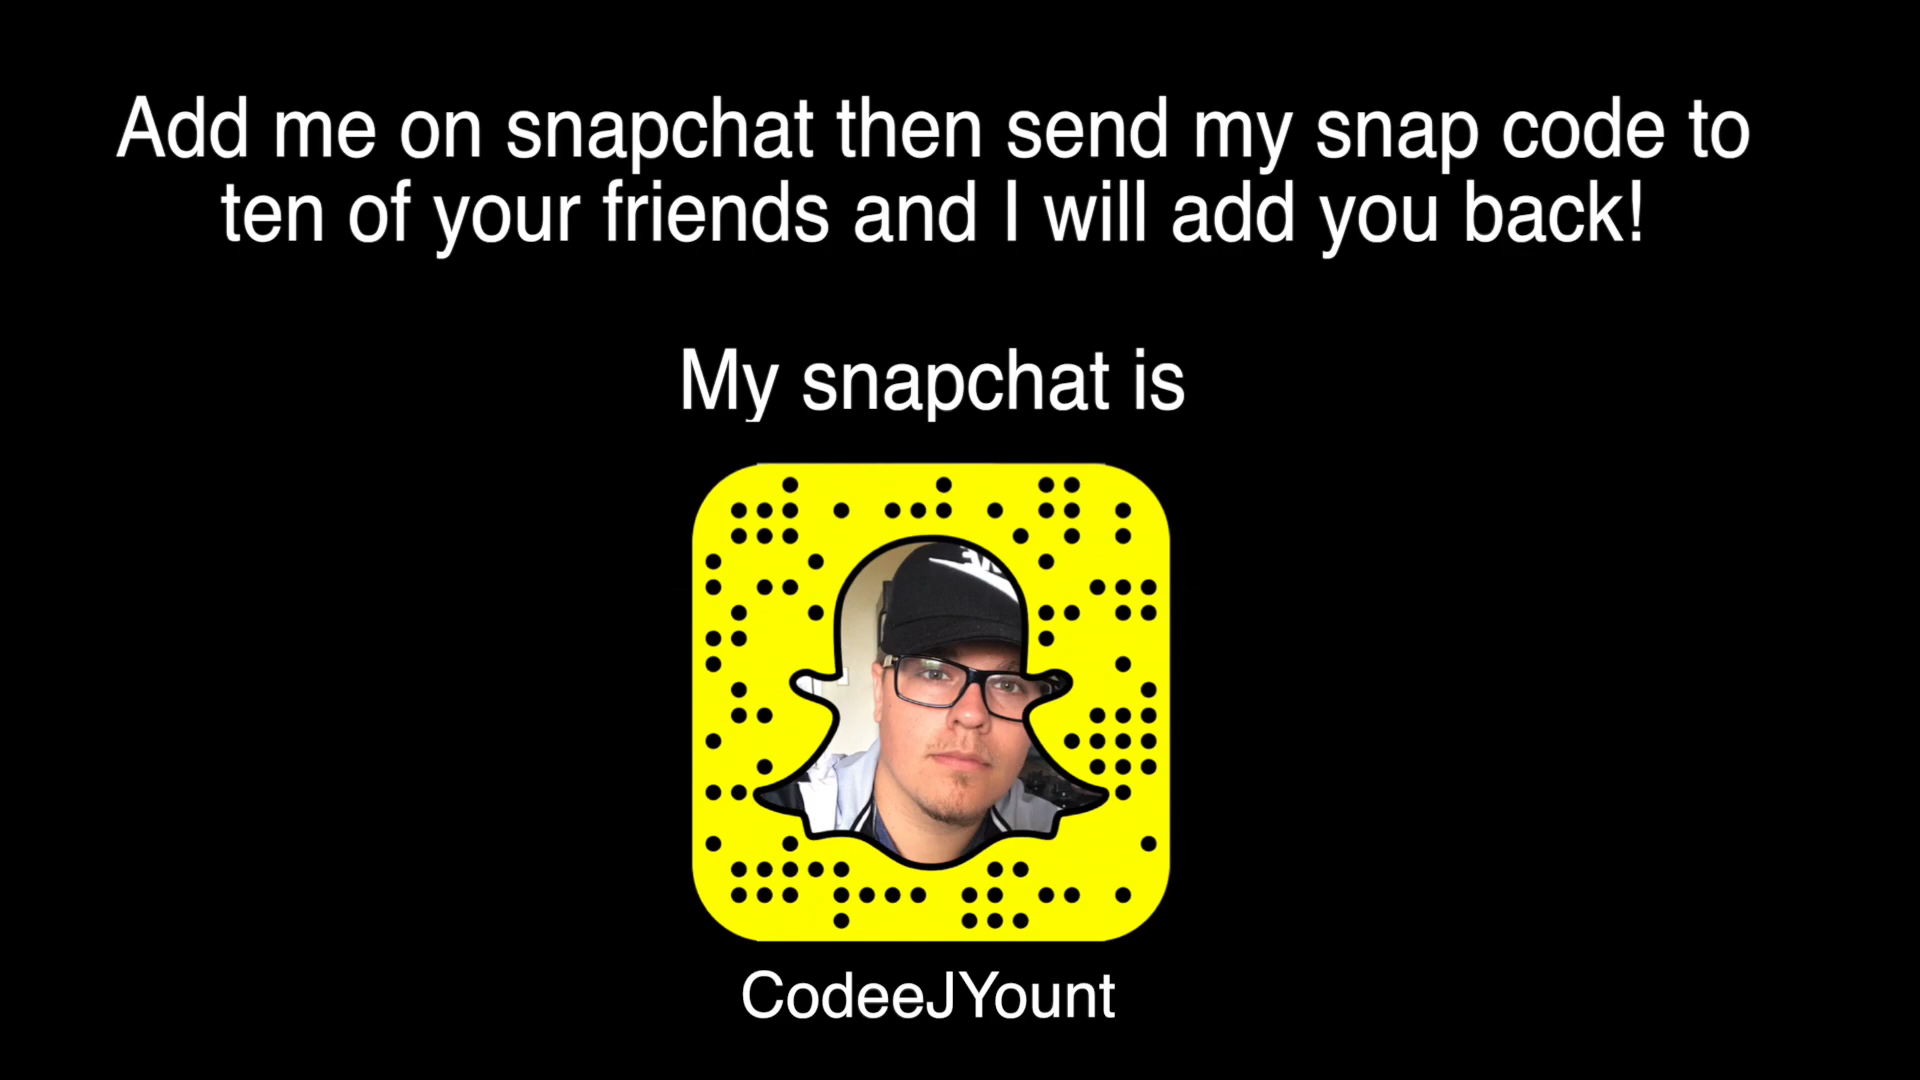 Add me on snapchat then send my snap code to
ten of your friends and I will add you back!
My snapchat is
CodeeJYount